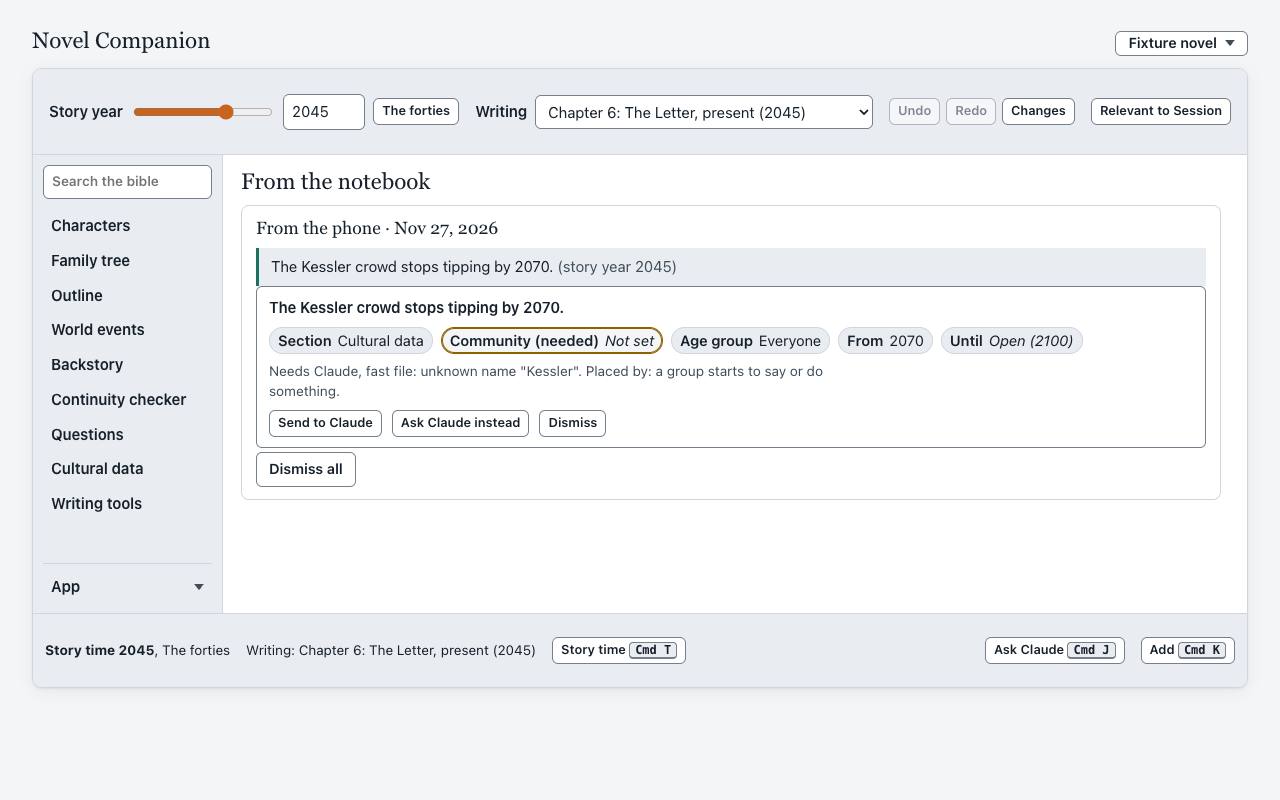 Novel Companion
Fixture novel
Story year
2045
The forties
Writing
Chapter 6: The Letter, present (2045)
Undo
Redo
Changes
Relevant to Session
Search the bible
Characters
Family tree
Outline
World events
Backstory
Continuity checker
Questions
Cultural data
Writing tools
App
From the notebook
From the phone · Nov 27, 2026
The Kessler crowd stops tipping by 2070. (story year 2045)
The Kessler crowd stops tipping by 2070.
Section Cultural data
Community (needed) Not set
Age group Everyone
From 2070
Until Open (2100)
Needs Claude, fast file: unknown name "Kessler". Placed by: a group starts to say or do
something.
Send to Claude
Ask Claude instead
Dismiss
Dismiss all
Story time 2045, The forties
Writing: Chapter 6: The Letter, present (2045)
Story time Cmd T
Ask Claude Cmd J
Add Cmd K